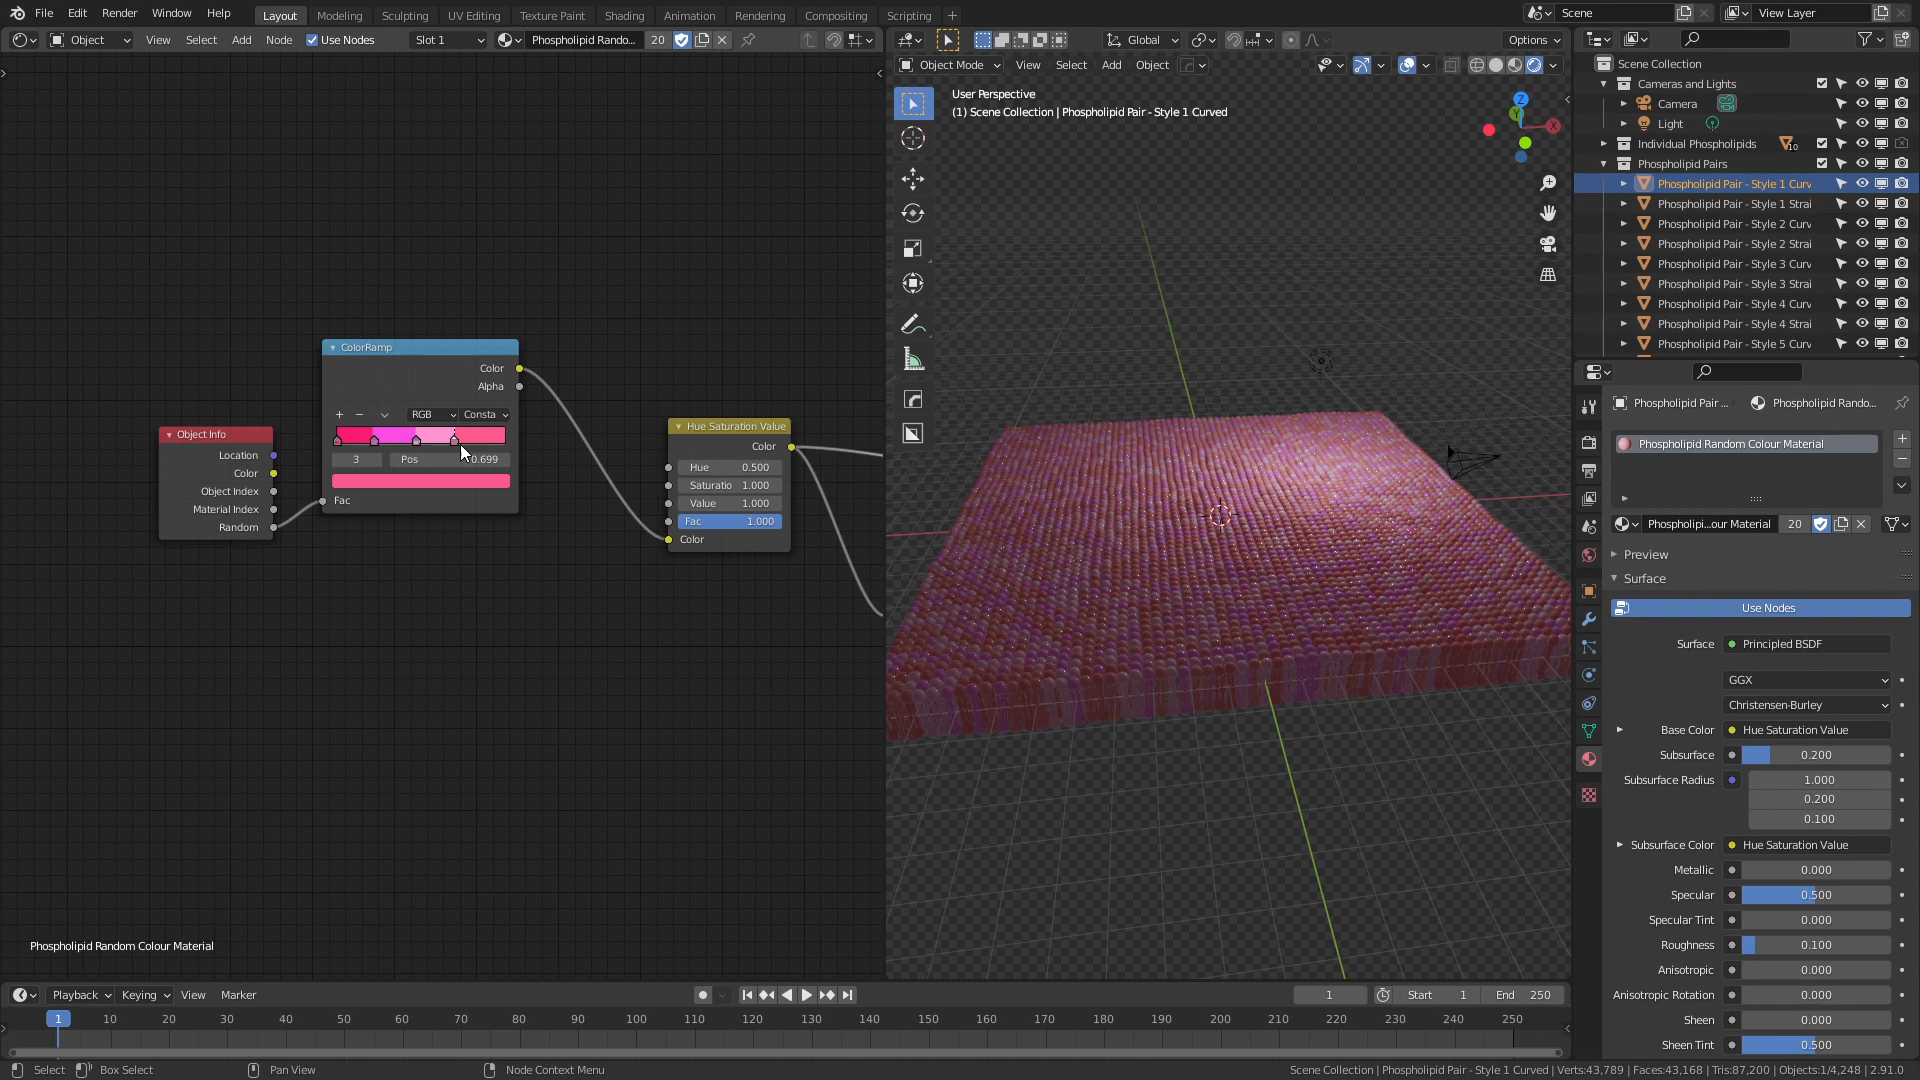 File Edit Render Window Help
Layout Modeling Sculpting UV Editing Texture Paint Shading Animation Rendering Compositing Scripting +
Scene View Layer
Object View Select Add Node Use Nodes Slot 1 Phospholipid Rando... 20
Global Options
Object Mode View Select Add Object
User Perspective
(1) Scene Collection | Phospholipid Pair - Style 1 Curved
Z
Y
X
Scene Collection
Cameras and Lights
Camera
Light
Individual Phospholipids 10
Phospholipid Pairs
Phospholipid Pair - Style 1 Curv
Phospholipid Pair - Style 1 Strai
Phospholipid Pair - Style 2 Curv
Phospholipid Pair - Style 2 Strai
Phospholipid Pair - Style 3 Curv
Phospholipid Pair - Style 3 Strai
Phospholipid Pair - Style 4 Curv
Phospholipid Pair - Style 4 Strai
Phospholipid Pair - Style 5 Curv
ColorRamp
Color
Alpha
+ − RGB Consta
3 Pos 0.699
Fac
Object Info
Location
Color
Object Index
Material Index
Random
Hue Saturation Value
Color
Hue 0.500
Saturatio 1.000
Value 1.000
Fac 1.000
Color
Phospholipid Random Colour Material
Phospholipid Pair ... Phospholipid Rando...
Phospholipid Random Colour Material
Phospholipi...our Material 20
Preview
Surface
Use Nodes
Surface Principled BSDF
GGX
Christensen-Burley
Base Color Hue Saturation Value
Subsurface 0.200
Subsurface Radius 1.000
0.200
0.100
Subsurface Color Hue Saturation Value
Metallic 0.000
Specular 0.500
Specular Tint 0.000
Roughness 0.100
Anisotropic 0.000
Anisotropic Rotation 0.000
Sheen 0.000
Sheen Tint 0.500
Playback Keying View Marker 1 Start 1 End 250
1 10 20 30 40 50 60 70 80 90 100 110 120 130 140 150 160 170 180 190 200 210 220 230 240 250
Select Box Select Pan View Node Context Menu
Scene Collection | Phospholipid Pair - Style 1 Curved | Verts:43,789 | Faces:43,168 | Tris:87,200 | Objects:1/4,248 | 2.91.0